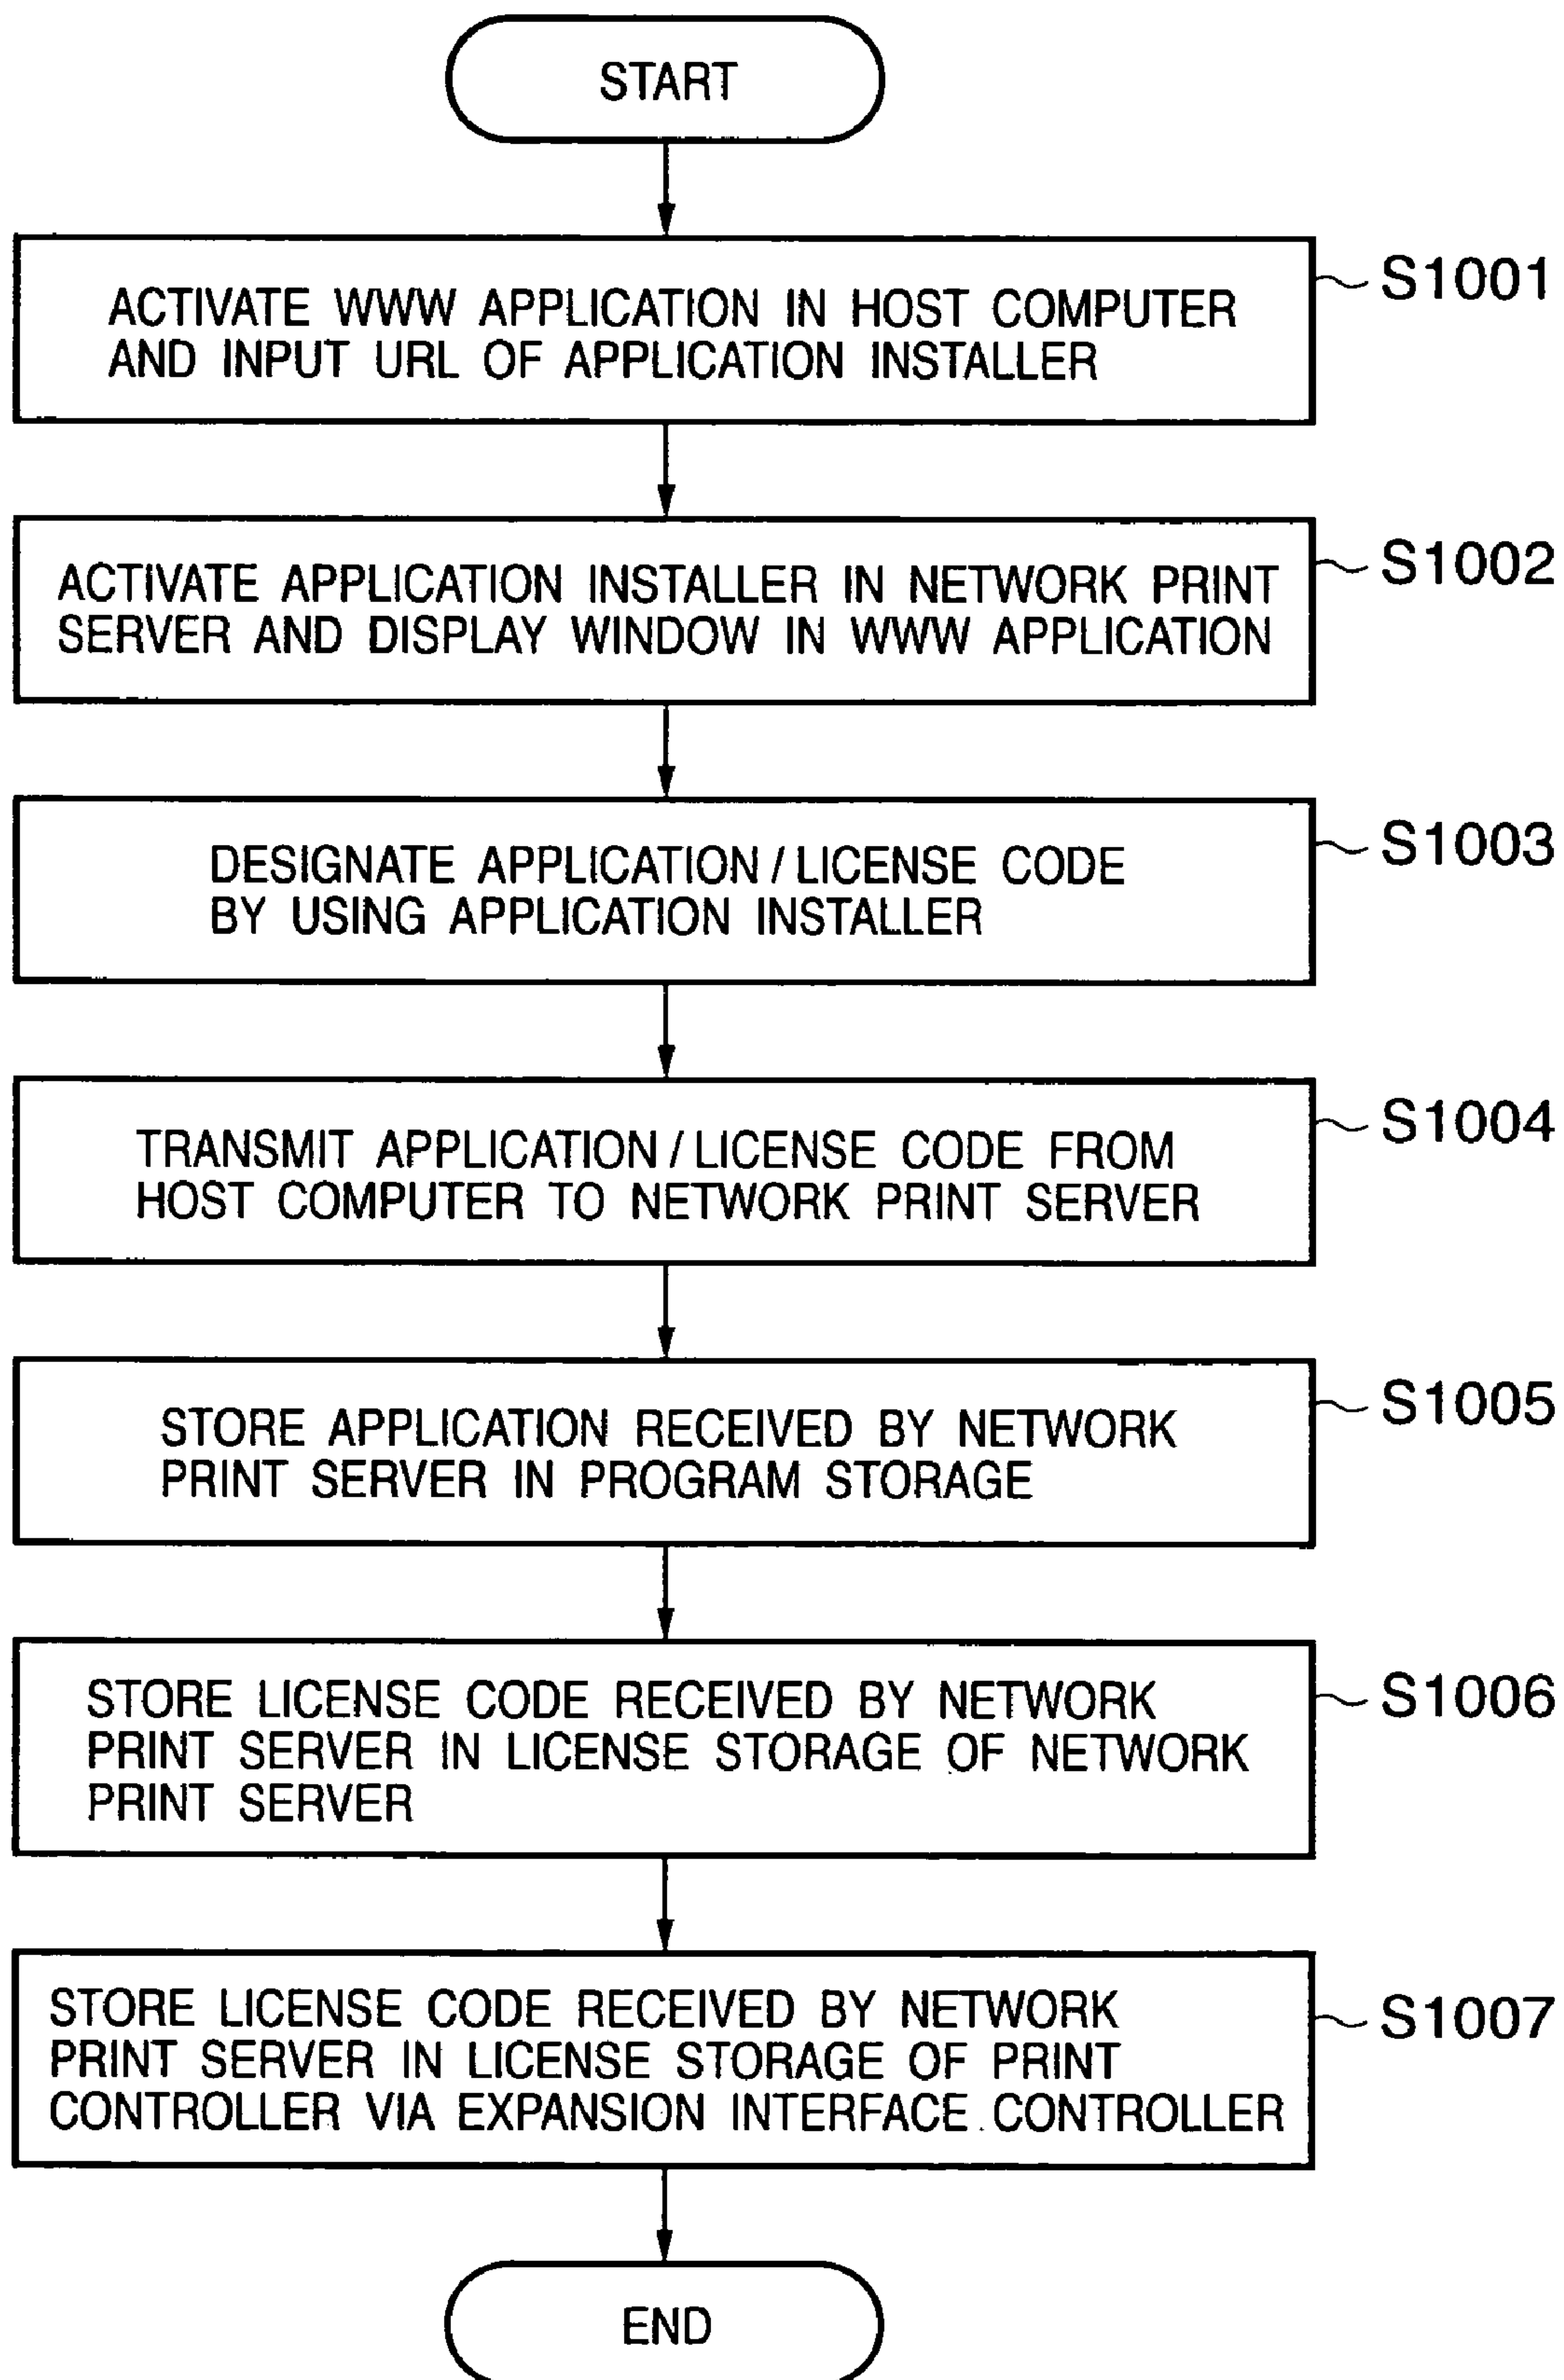 START
S1001
ACTIVATE WWW APPLICATION IN HOST COMPUTER
AND INPUT URL OF APPLICATION INSTALLER
S1002
ACTIVATE APPLICATION INSTALLER IN NETWORK PRINT
SERVER AND DISPLAY WINDOW IN WWW APPLICATION
S1003
DESIGNATE APPLICATION / LICENSE CODE
BY USING APPLICATION INSTALLER
S1004
TRANSMIT APPLICATION / LICENSE CODE FROM
HOST COMPUTER TO NETWORK PRINT SERVER
S1005
STORE APPLICATION RECEIVED BY NETWORK
PRINT SERVER IN PROGRAM STORAGE
S1006
STORE LICENSE CODE RECEIVED BY NETWORK
PRINT SERVER IN LICENSE STORAGE OF NETWORK
PRINT SERVER
S1007
STORE LICENSE CODE RECEIVED BY NETWORK
PRINT SERVER IN LICENSE STORAGE OF PRINT
CONTROLLER VIA EXPANSION INTERFACE CONTROLLER
END